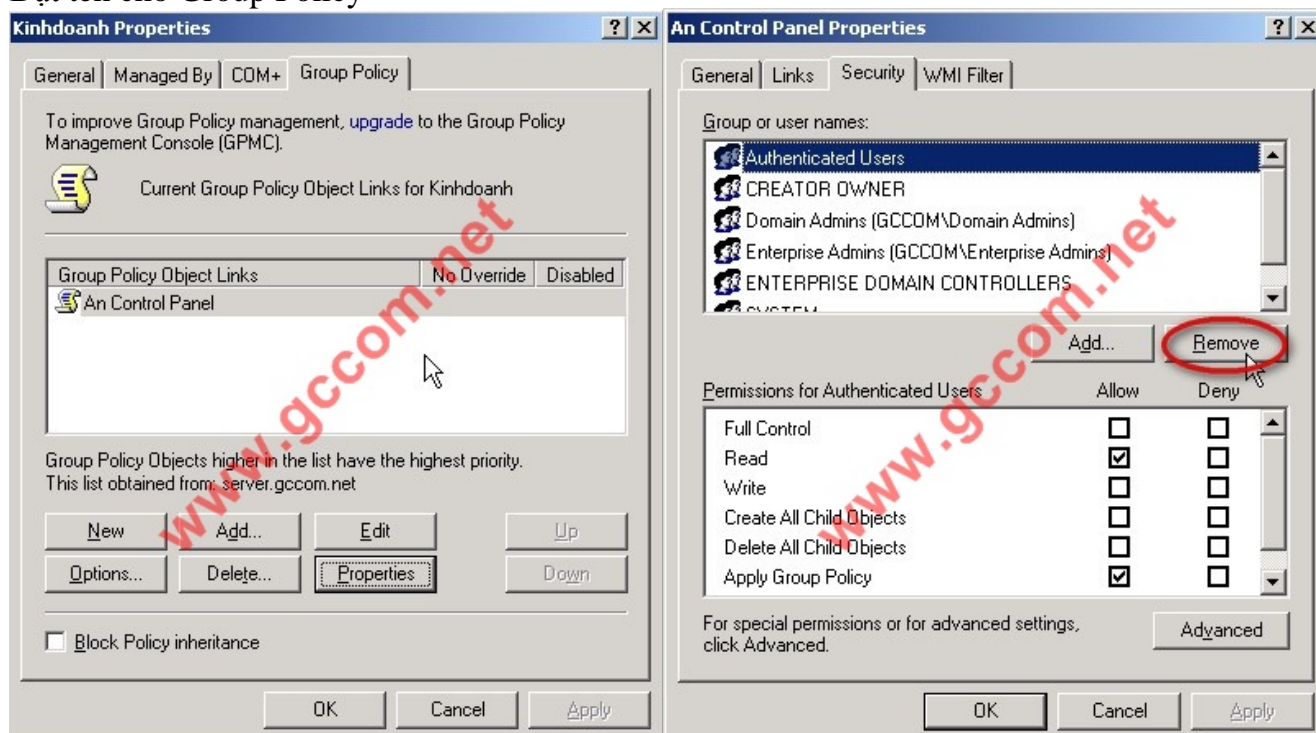 Đặt tên cho Group Policy
Kinhdoanh Properties
General Managed By COM+ Group Policy
To improve Group Policy management, upgrade to the Group Policy
Management Console (GPMC).
Current Group Policy Object Links for Kinhdoanh
Group Policy Object Links No Override Disabled
An Control Panel
Group Policy Objects higher in the list have the highest priority.
This list obtained from: server.gccom.net
New Add... Edit Up
Options... Delete... Properties Down
Block Policy inheritance
OK Cancel Apply
www.gccom.net
An Control Panel Properties
General Links Security WMI Filter
Group or user names:
Authenticated Users
CREATOR OWNER
Domain Admins (GCCOM\Domain Admins)
Enterprise Admins (GCCOM\Enterprise Admins)
ENTERPRISE DOMAIN CONTROLLERS
SYSTEM
Add... Remove
Permissions for Authenticated Users Allow Deny
Full Control
Read
Write
Create All Child Objects
Delete All Child Objects
Apply Group Policy
For special permissions or for advanced settings,
click Advanced.
Advanced
OK Cancel Apply
www.gccom.net